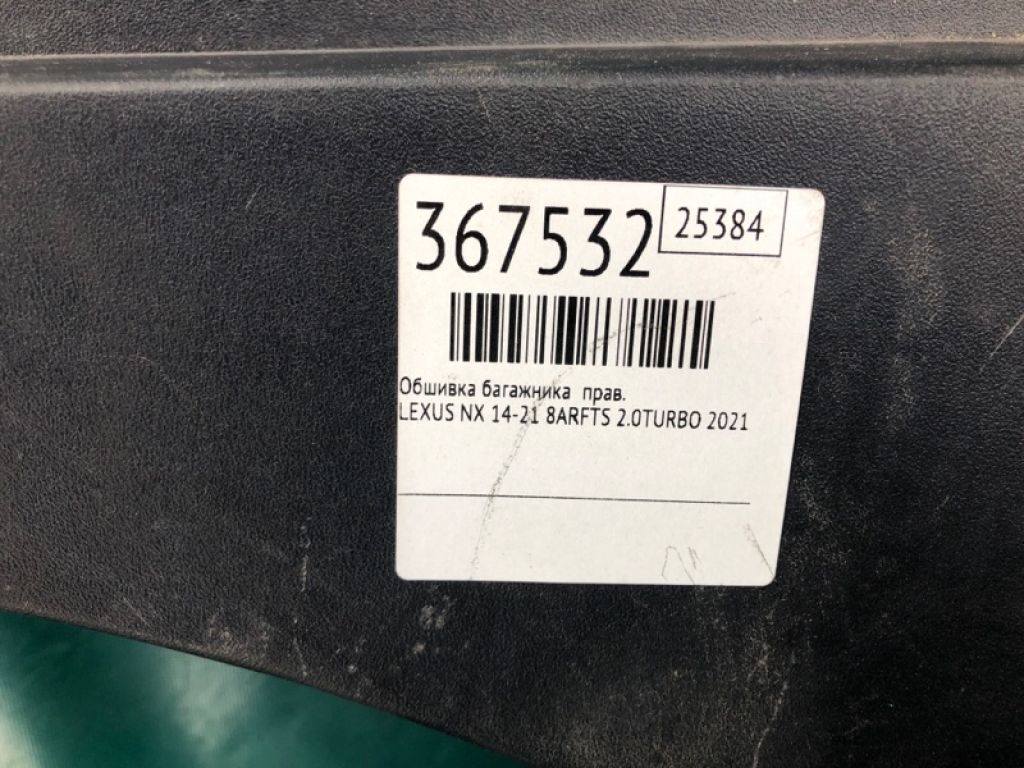 367532
25384
Обшивка багажника прав.
LEXUS NX 14-21 8ARFTS 2.0TURBO 2021